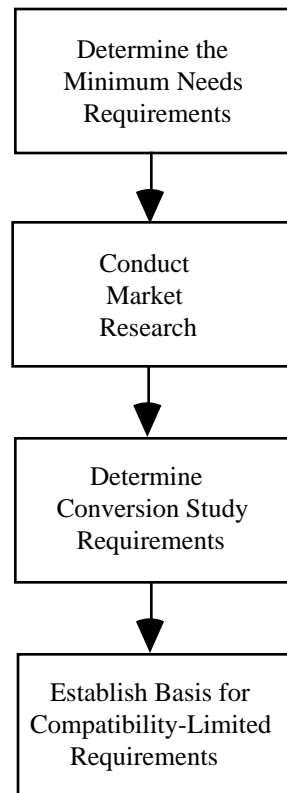 Determine the
Minimum Needs
Requirements
Conduct
Market
Research
Determine
Conversion Study
Requirements
Establish Basis for
Compatibility-Limited
Requirements